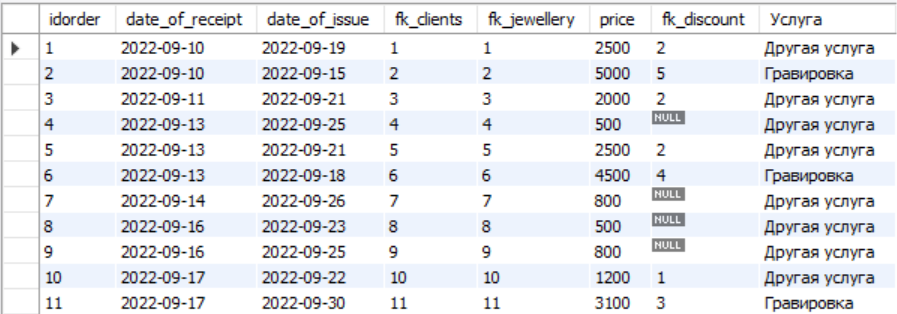 idorder date_of_receipt date_of_issue fk_clients fk_jewellery price fk_discount Услуга
1 2022-09-10 2022-09-19 1 1 2500 2 Другая услуга
2 2022-09-10 2022-09-15 2 2 5000 5 Гравировка
3 2022-09-11 2022-09-21 3 3 2000 2 Другая услуга
4 2022-09-13 2022-09-25 4 4 500 NULL Другая услуга
5 2022-09-13 2022-09-21 5 5 2500 2 Другая услуга
6 2022-09-13 2022-09-18 6 6 4500 4 Гравировка
7 2022-09-14 2022-09-26 7 7 800 NULL Другая услуга
8 2022-09-16 2022-09-23 8 8 500 NULL Другая услуга
9 2022-09-16 2022-09-25 9 9 800 NULL Другая услуга
10 2022-09-17 2022-09-22 10 10 1200 1 Другая услуга
11 2022-09-17 2022-09-30 11 11 3100 3 Гравировка